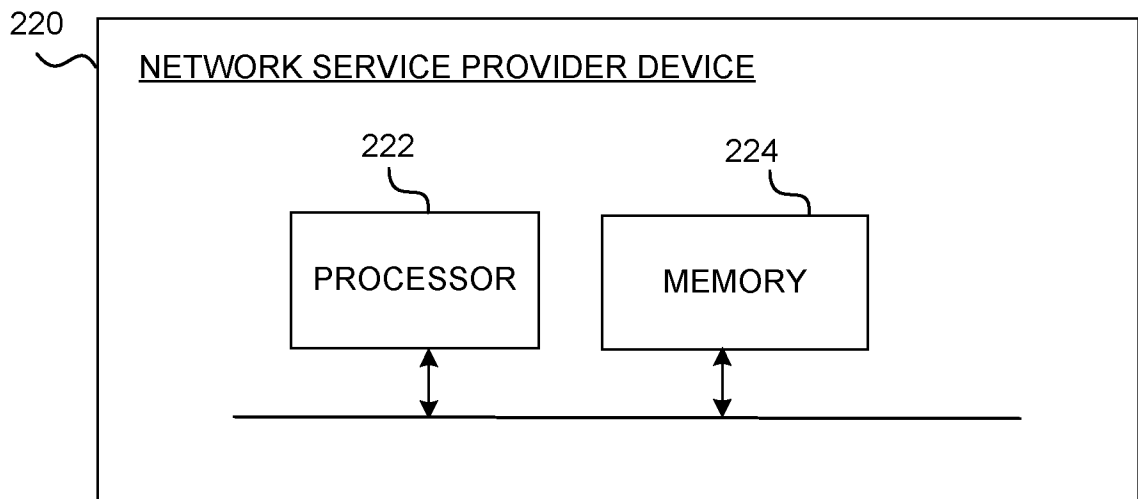 220
NETWORK SERVICE PROVIDER DEVICE
222
224
PROCESSOR
MEMORY